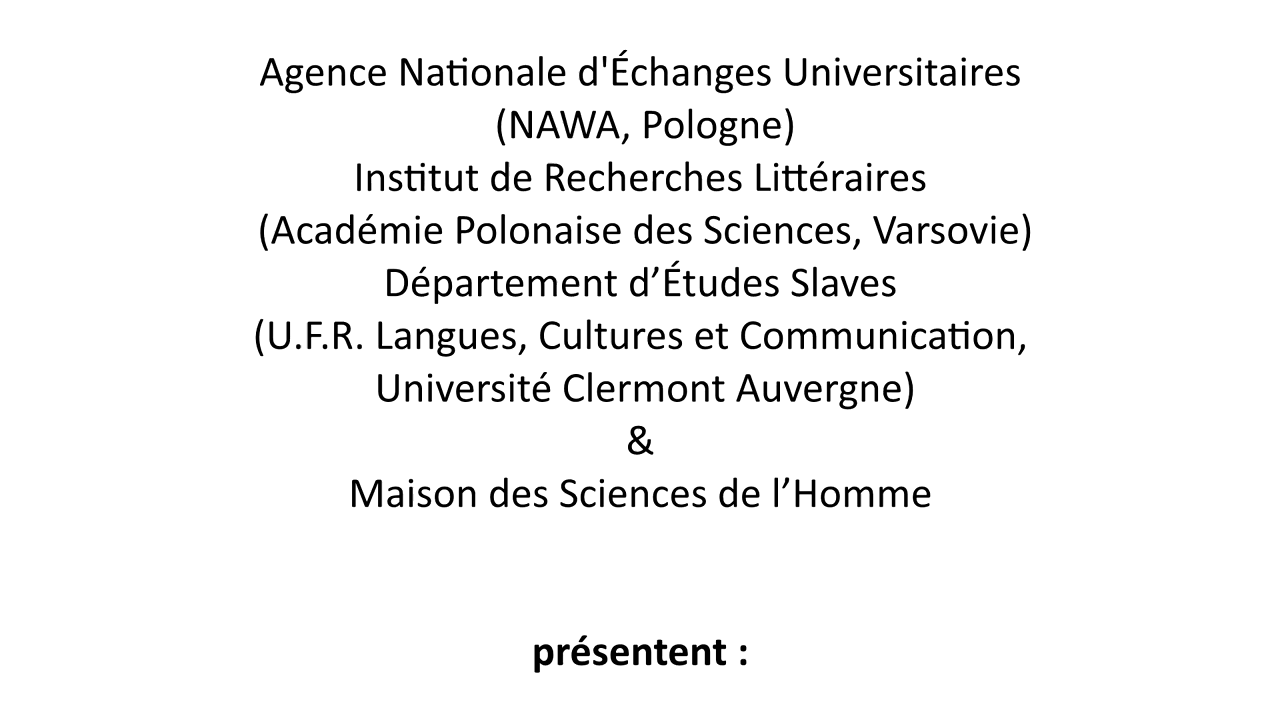 Agence Nationale d'Échanges Universitaires
(NAWA, Pologne)
Institut de Recherches Littéraires
(Académie Polonaise des Sciences, Varsovie)
Département d’Études Slaves
(U.F.R. Langues, Cultures et Communication,
Université Clermont Auvergne)
&
Maison des Sciences de l’Homme
présentent :